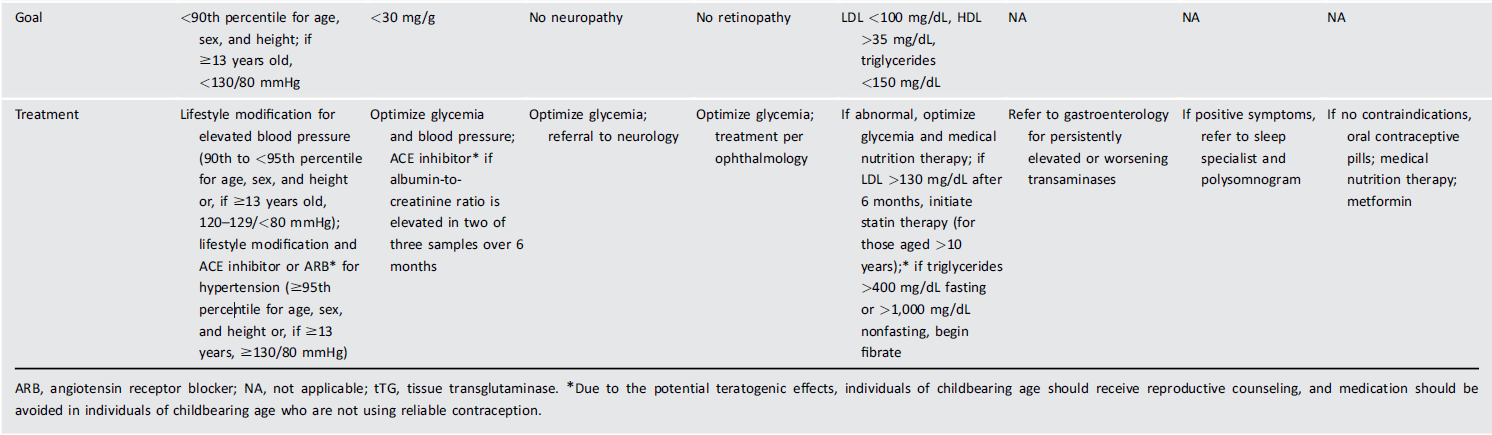 Goal
<90th percentile for age,
sex, and height; if
≥13 years old,
<130/80 mmHg
<30 mg/g
No neuropathy
No retinopathy
LDL <100 mg/dL, HDL
>35 mg/dL,
triglycerides
<150 mg/dL
NA
NA
NA
Treatment
Lifestyle modification for
elevated blood pressure
(90th to <95th percentile
for age, sex, and height
or, if ≥13 years old,
120–129/<80 mmHg);
lifestyle modification and
ACE inhibitor or ARB* for
hypertension (≥95th
percentile for age, sex,
and height or, if ≥13
years, ≥130/80 mmHg)
Optimize glycemia
and blood pressure;
ACE inhibitor* if
albumin-to-
creatinine ratio is
elevated in two of
three samples over 6
months
Optimize glycemia;
referral to neurology
Optimize glycemia;
treatment per
ophthalmology
If abnormal, optimize
glycemia and medical
nutrition therapy; if
LDL >130 mg/dL after
6 months, initiate
statin therapy (for
those aged >10
years);* if triglycerides
>400 mg/dL fasting
or >1,000 mg/dL
nonfasting, begin
fibrate
Refer to gastroenterology
for persistently
elevated or worsening
transaminases
If positive symptoms,
refer to sleep
specialist and
polysomnogram
If no contraindications,
oral contraceptive
pills; medical
nutrition therapy;
metformin
ARB, angiotensin receptor blocker; NA, not applicable; tTG, tissue transglutaminase. *Due to the potential teratogenic effects, individuals of childbearing age should receive reproductive counseling, and medication should be
avoided in individuals of childbearing age who are not using reliable contraception.